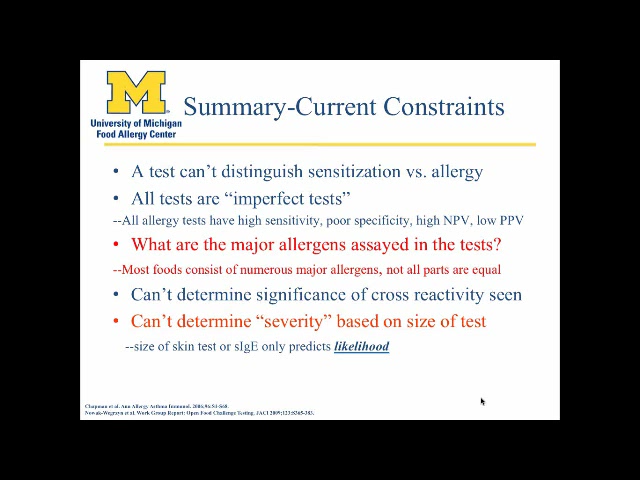 M
University of Michigan
Food Allergy Center
Summary-Current Constraints
• A test can't distinguish sensitization vs. allergy
• All tests are “imperfect tests”
--All allergy tests have high sensitivity, poor specificity, high NPV, low PPV
• What are the major allergens assayed in the tests?
--Most foods consist of numerous major allergens, not all parts are equal
• Can't determine significance of cross reactivity seen
• Can't determine “severity” based on size of test
--size of skin test or sIgE only predicts likelihood
Chapman et al. Ann Allergy Asthma Immunol. 2006;96:S1-S68.
Nowak-Wegrzyn et al. Work Group Report: Open Food Challenge Testing. JACI 2009;123:S365-383.